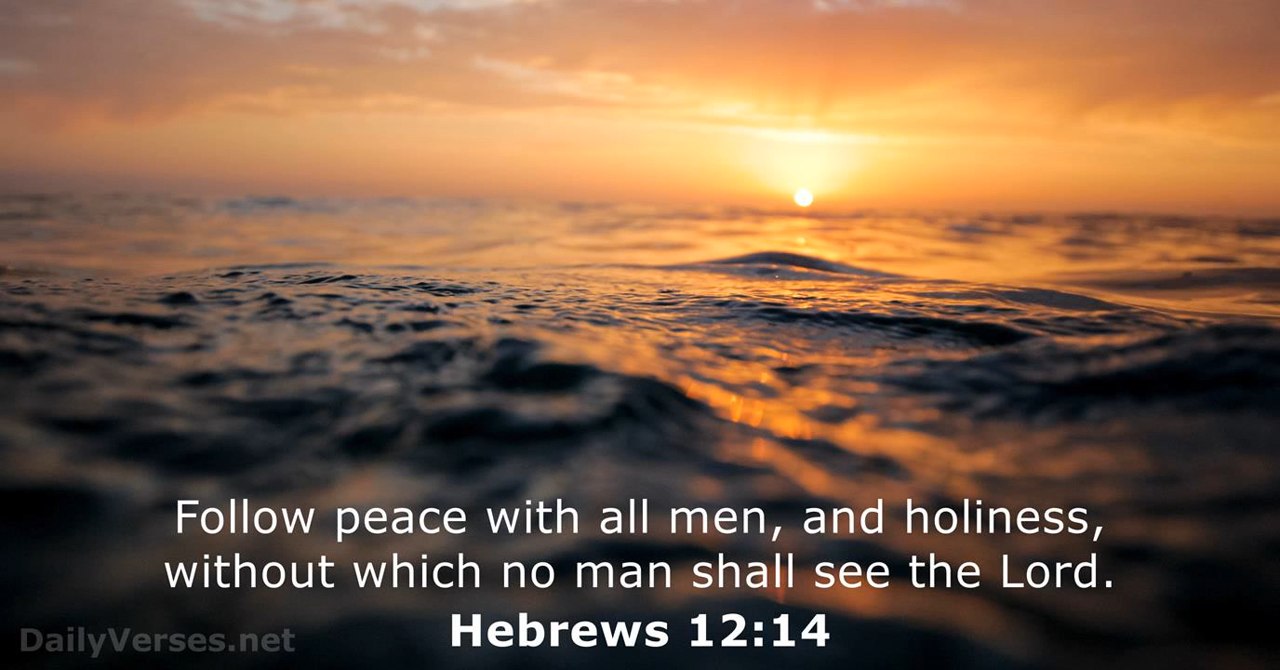 Follow peace with all men, and holiness,
without which no man shall see the Lord.
Hebrews 12:14
DailyVerses.net